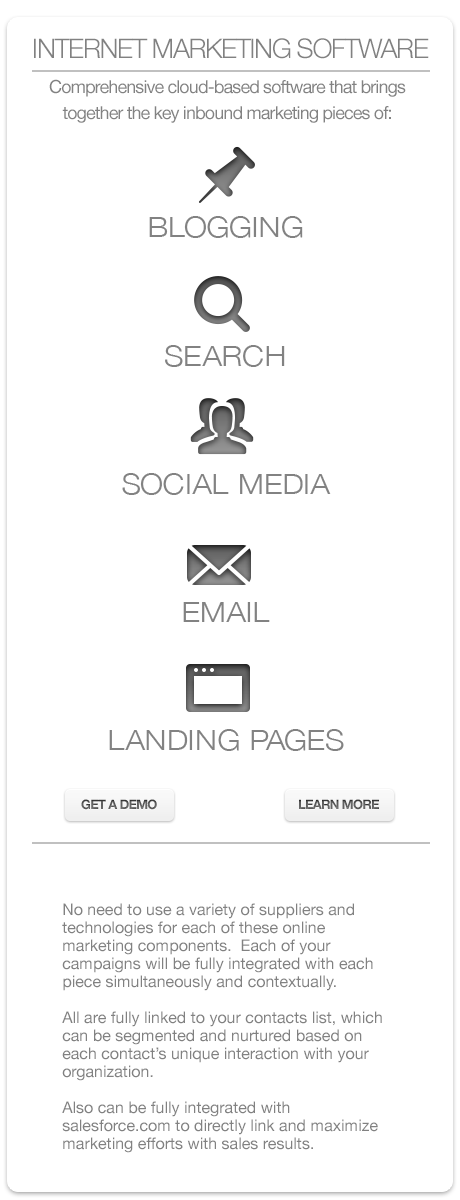 INTERNET MARKETING SOFTWARE
Comprehensive cloud-based software that brings
together the key inbound marketing pieces of:
BLOGGING
SEARCH
SOCIAL MEDIA
EMAIL
LANDING PAGES
GET A DEMO
LEARN MORE
No need to use a variety of suppliers and
technologies for each of these online
marketing components.  Each of your
campaigns will be fully integrated with each
piece simultaneously and contextually.
All are fully linked to your contacts list, which
can be segmented and nurtured based on
each contact's unique interaction with your
organization.
Also can be fully integrated with
salesforce.com to directly link and maximize
marketing efforts with sales results.